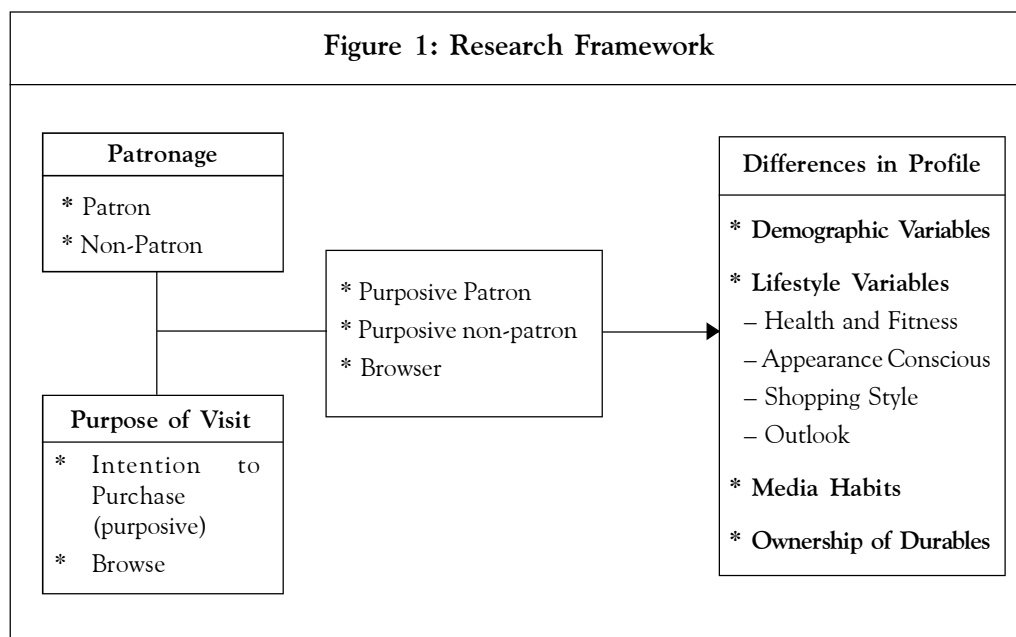 Figure 1: Research Framework
Patronage
* Patron
* Non-Patron
Purpose of Visit
* Intention to
Purchase
(purposive)
* Browse
* Purposive Patron
* Purposive non-patron
* Browser
Differences in Profile
* Demographic Variables
* Lifestyle Variables
– Health and Fitness
– Appearance Conscious
– Shopping Style
– Outlook
* Media Habits
* Ownership of Durables